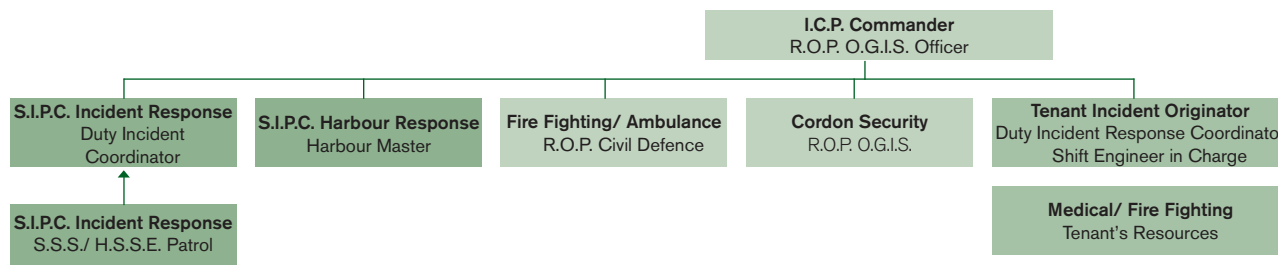 I.C.P. Commander
R.O.P. O.G.I.S. Officer
S.I.P.C. Incident Response
Duty Incident
Coordinator
S.I.P.C. Harbour Response
Harbour Master
Fire Fighting/ Ambulance
R.O.P. Civil Defence
Cordon Security
R.O.P. O.G.I.S.
Tenant Incident Originator
Duty Incident Response Coordinato
Shift Engineer in Charge
S.I.P.C. Incident Response
S.S.S./ H.S.S.E. Patrol
Medical/ Fire Fighting
Tenant's Resources